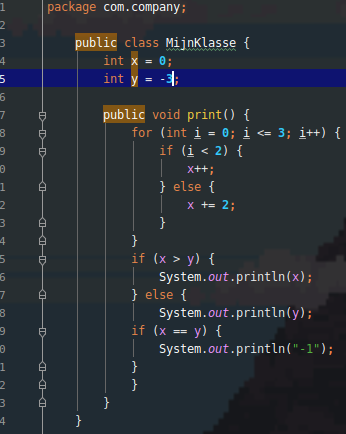 package com.company;
public class MijnKlasse {
int x = 0;
int y = -3;
public void print() {
for (int i = 0; i <= 3; i++) {
if (i < 2) {
x++;
} else {
x += 2;
}
}
if (x > y) {
System.out.println(x);
} else {
System.out.println(y);
if (x == y) {
System.out.println("-1");
}
}
}
}